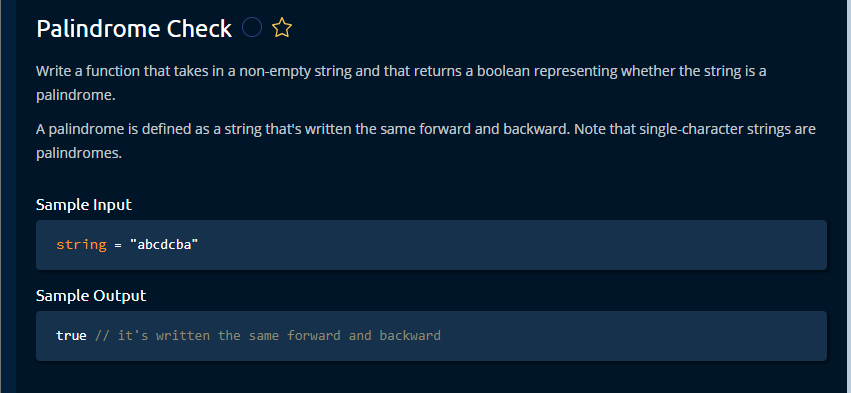 Palindrome Check
Write a function that takes in a non-empty string and that returns a boolean representing whether the string is a
palindrome.
A palindrome is defined as a string that's written the same forward and backward. Note that single-character strings are
palindromes.
Sample Input
string = "abcdcba"
Sample Output
true // it's written the same forward and backward